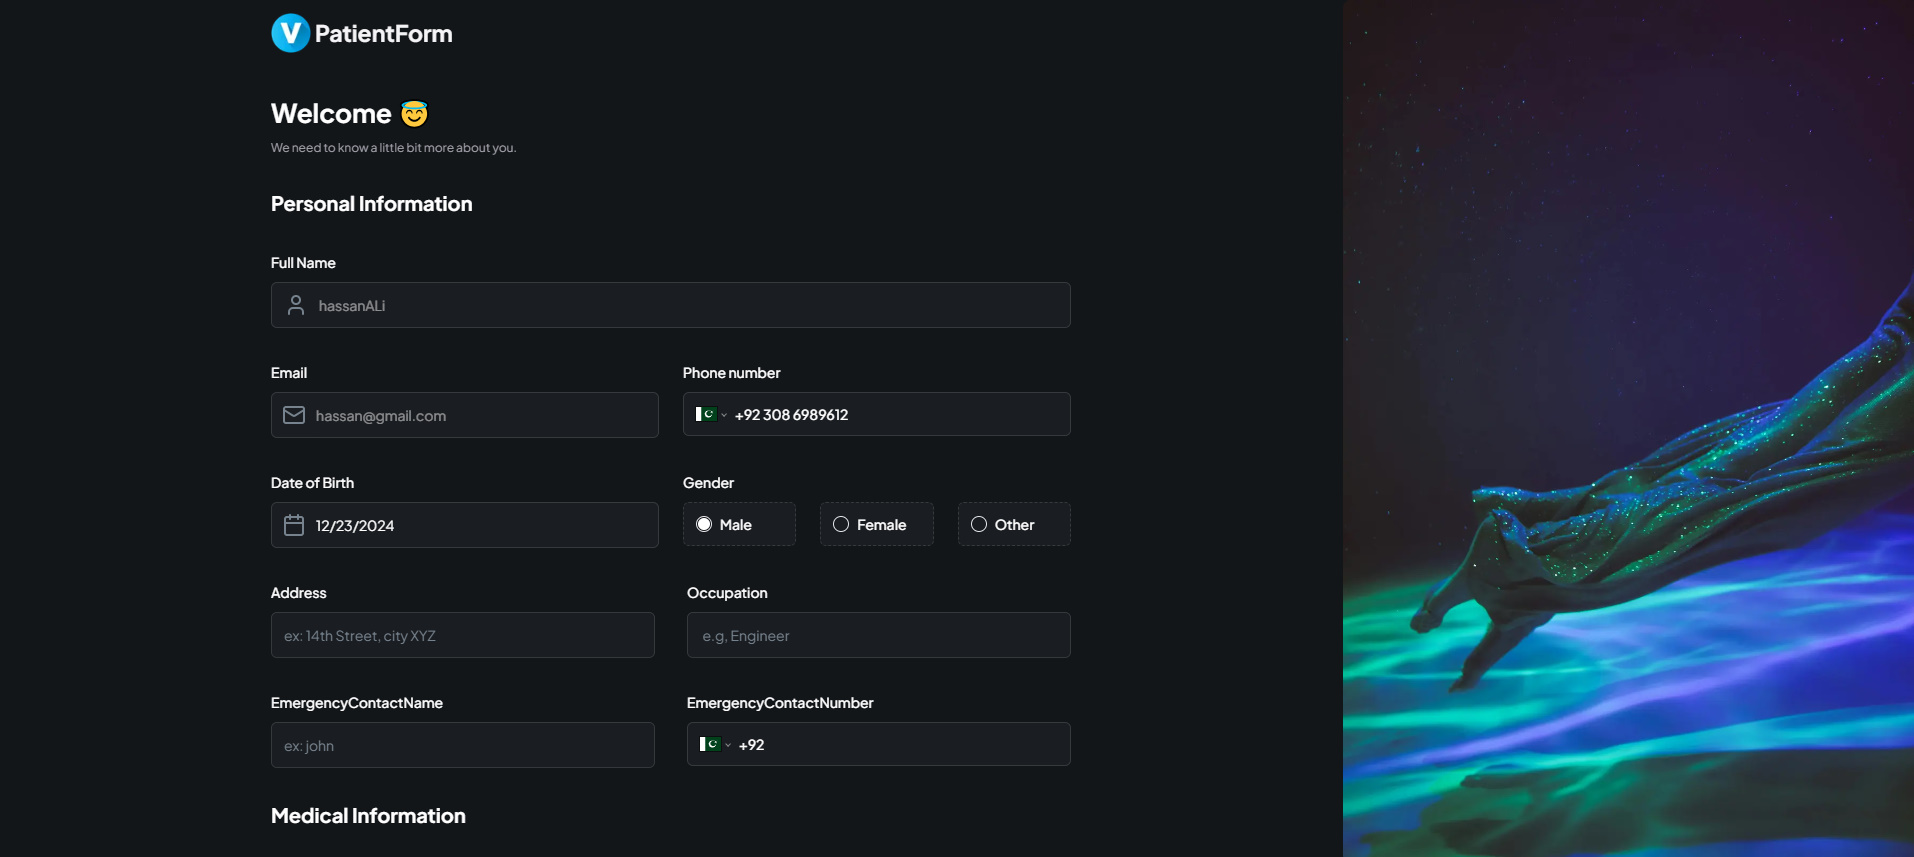 V PatientForm
Welcome 😇
We need to know a little bit more about you.
Personal Information
Full Name
hassanALi
Email
Phone number
hassan@gmail.com
+92 308 6989612
Date of Birth
Gender
12/23/2024
Male
Female
Other
Address
Occupation
ex: 14th Street, city XYZ
e.g, Engineer
EmergencyContactName
EmergencyContactNumber
ex: john
+92
Medical Information